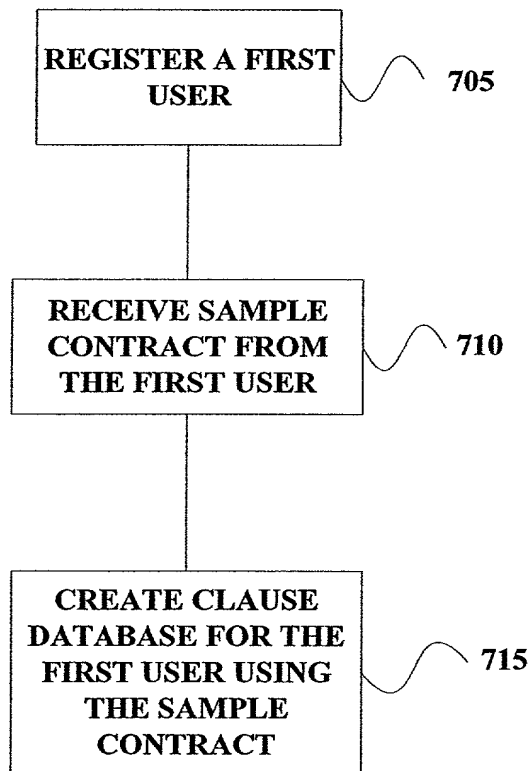 REGISTER A FIRST
USER
705
RECEIVE SAMPLE
CONTRACT FROM
THE FIRST USER
710
CREATE CLAUSE
DATABASE FOR THE
FIRST USER USING
THE SAMPLE
CONTRACT
715